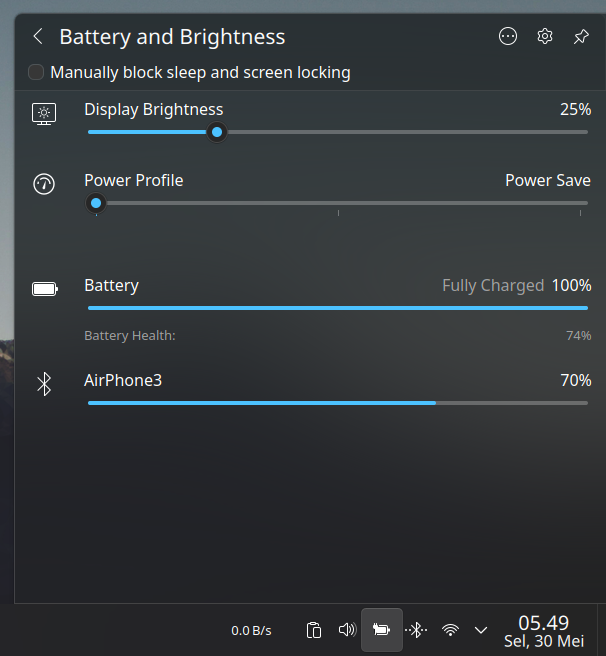 Battery and Brightness
Manually block sleep and screen locking
Display Brightness 25%
Power Profile Power Save
Battery Fully Charged 100%
Battery Health: 74%
AirPhone3 70%
0.0 B/s 05.49
Sel, 30 Mei